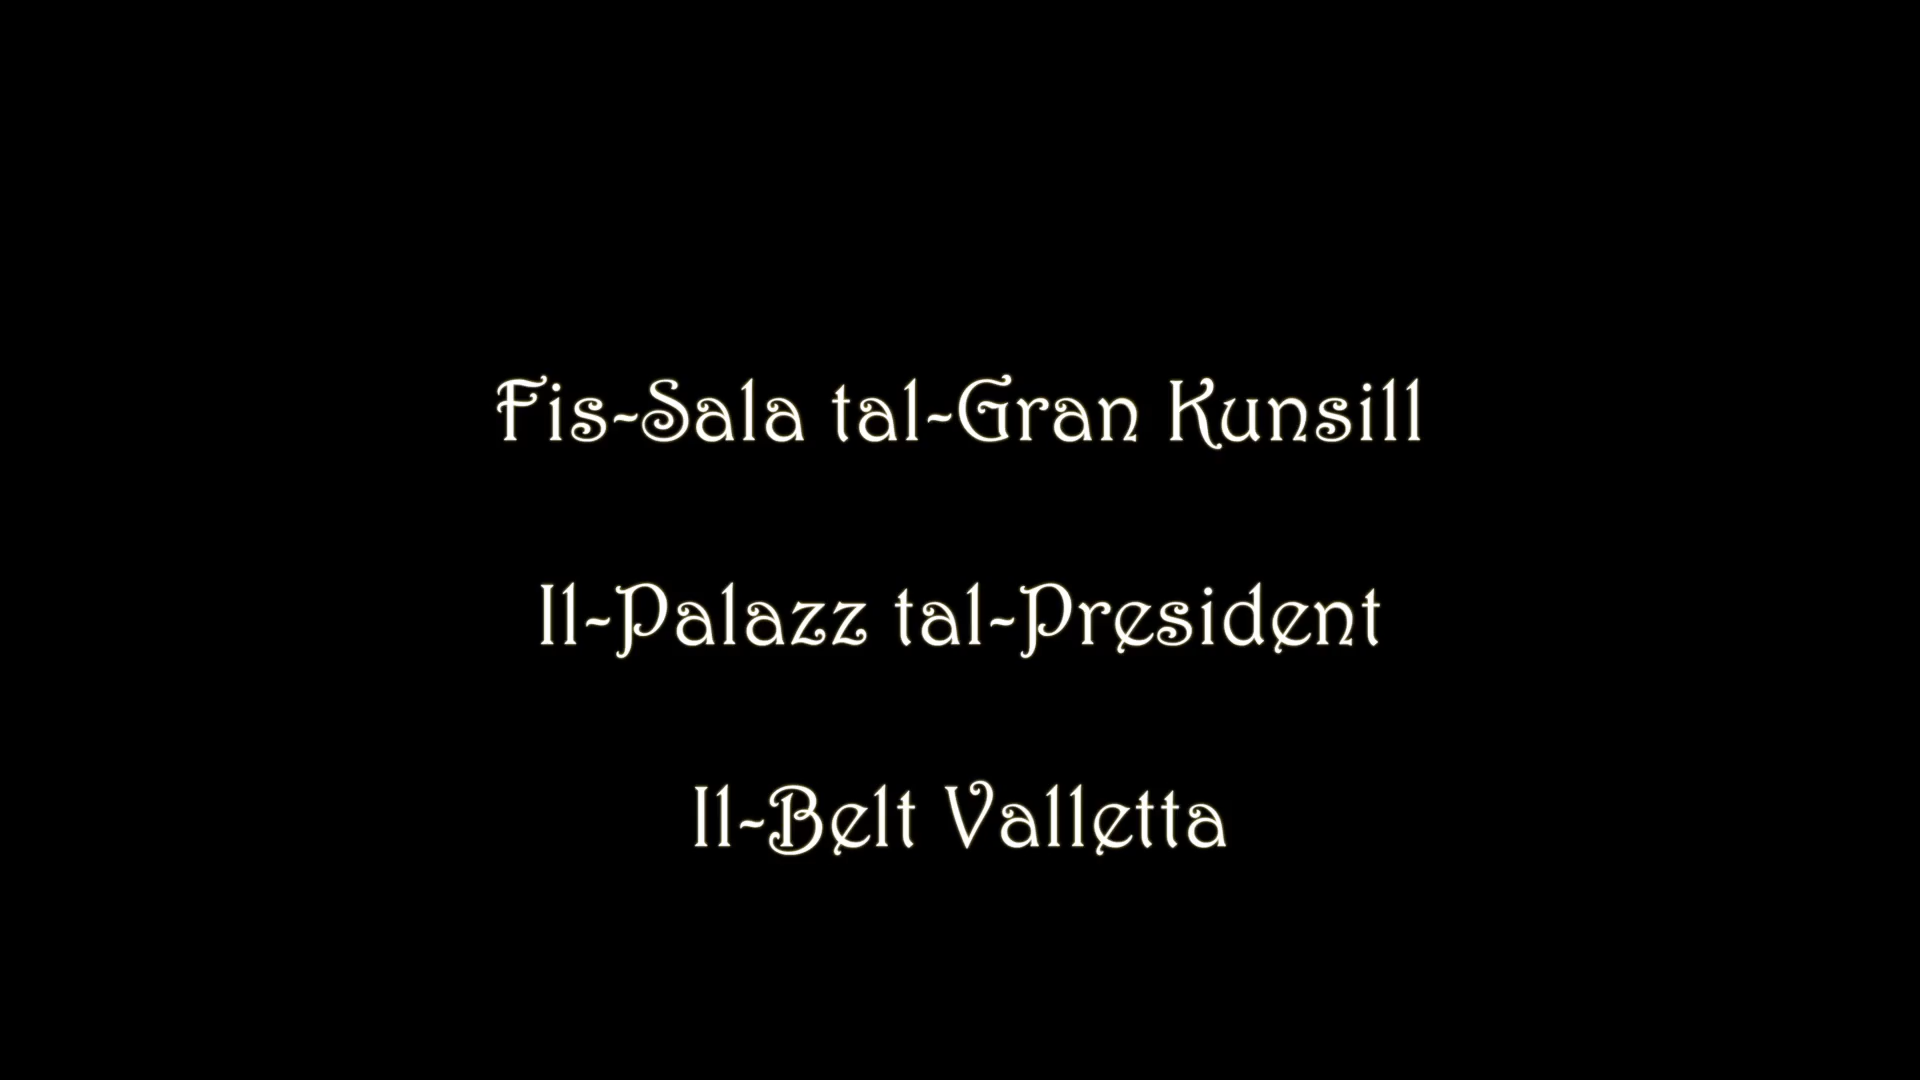 Fis-Sala tal-Gran Kunsill
Il-Palazz tal-President
Il-Belt Valletta